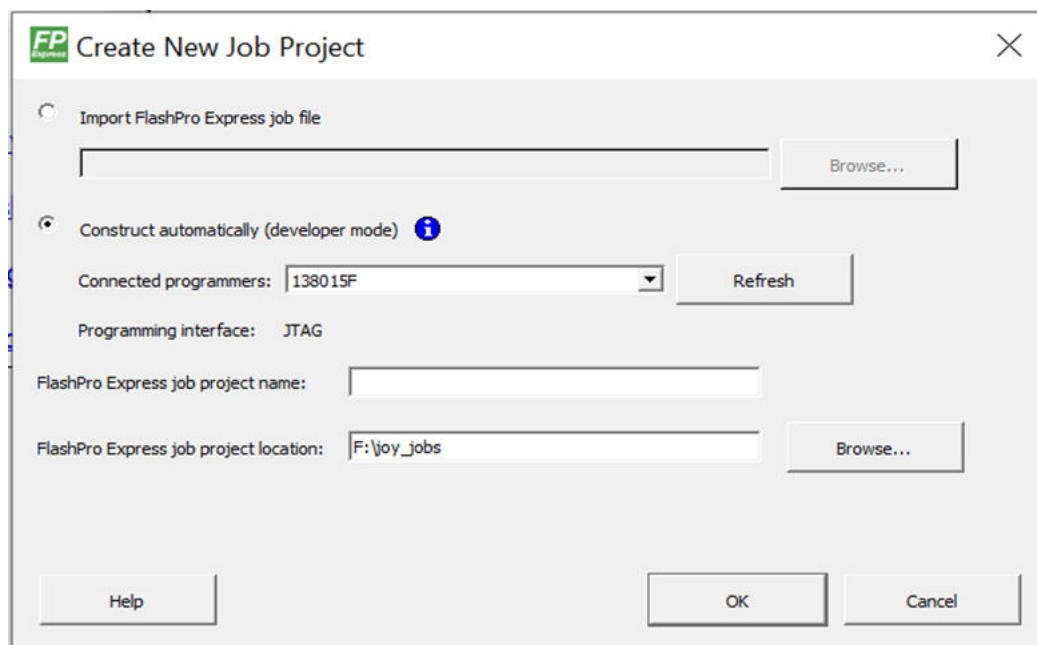 FP Express Create New Job Project
Import FlashPro Express job file
Browse...
Construct automatically (developer mode) i
Connected programmers: 138015F Refresh
Programming interface: JTAG
FlashPro Express job project name:
FlashPro Express job project location: F:\joy_jobs Browse...
Help OK Cancel